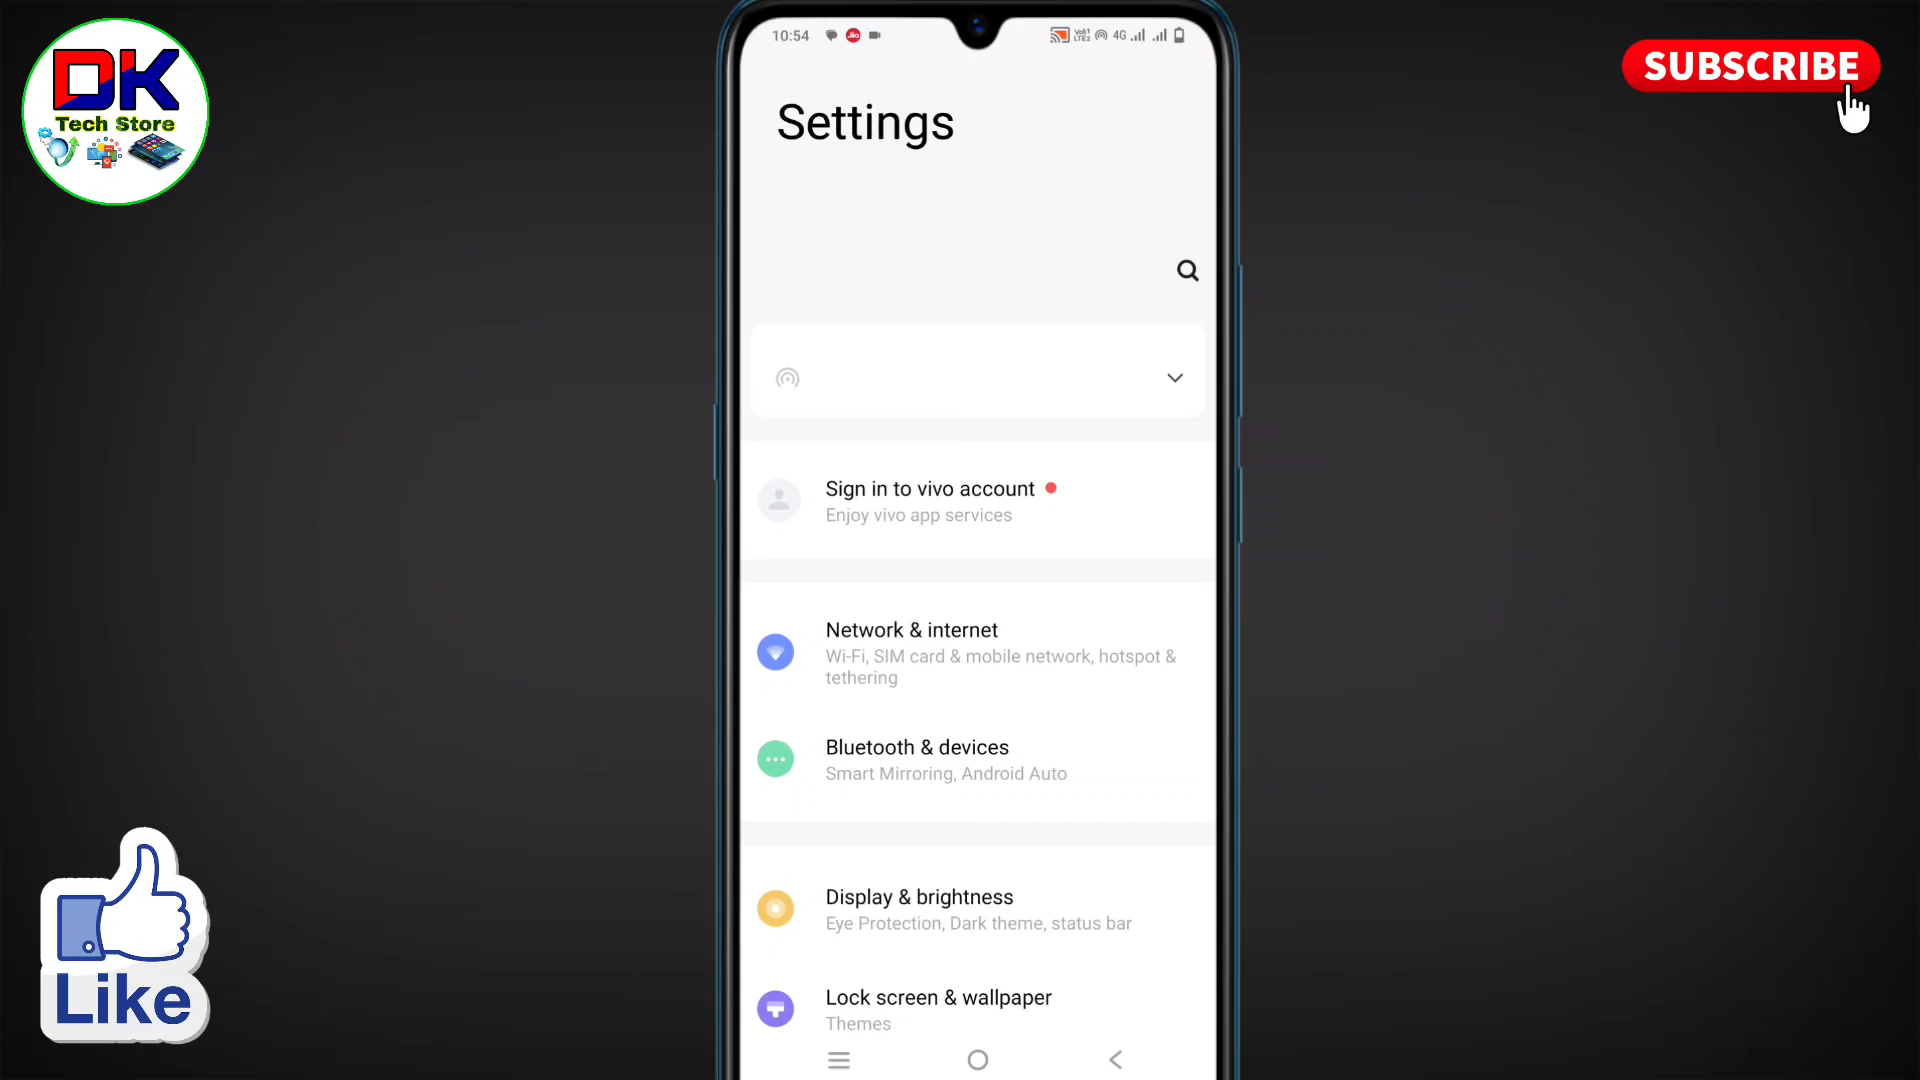 DK
Tech Store
SUBSCRIBE
10:54
Jio
4G
Settings
Sign in to vivo account
Enjoy vivo app services
Network & internet
Wi-Fi, SIM card & mobile network, hotspot &
tethering
Bluetooth & devices
Smart Mirroring, Android Auto
Display & brightness
Eye Protection, Dark theme, status bar
Lock screen & wallpaper
Themes
Like